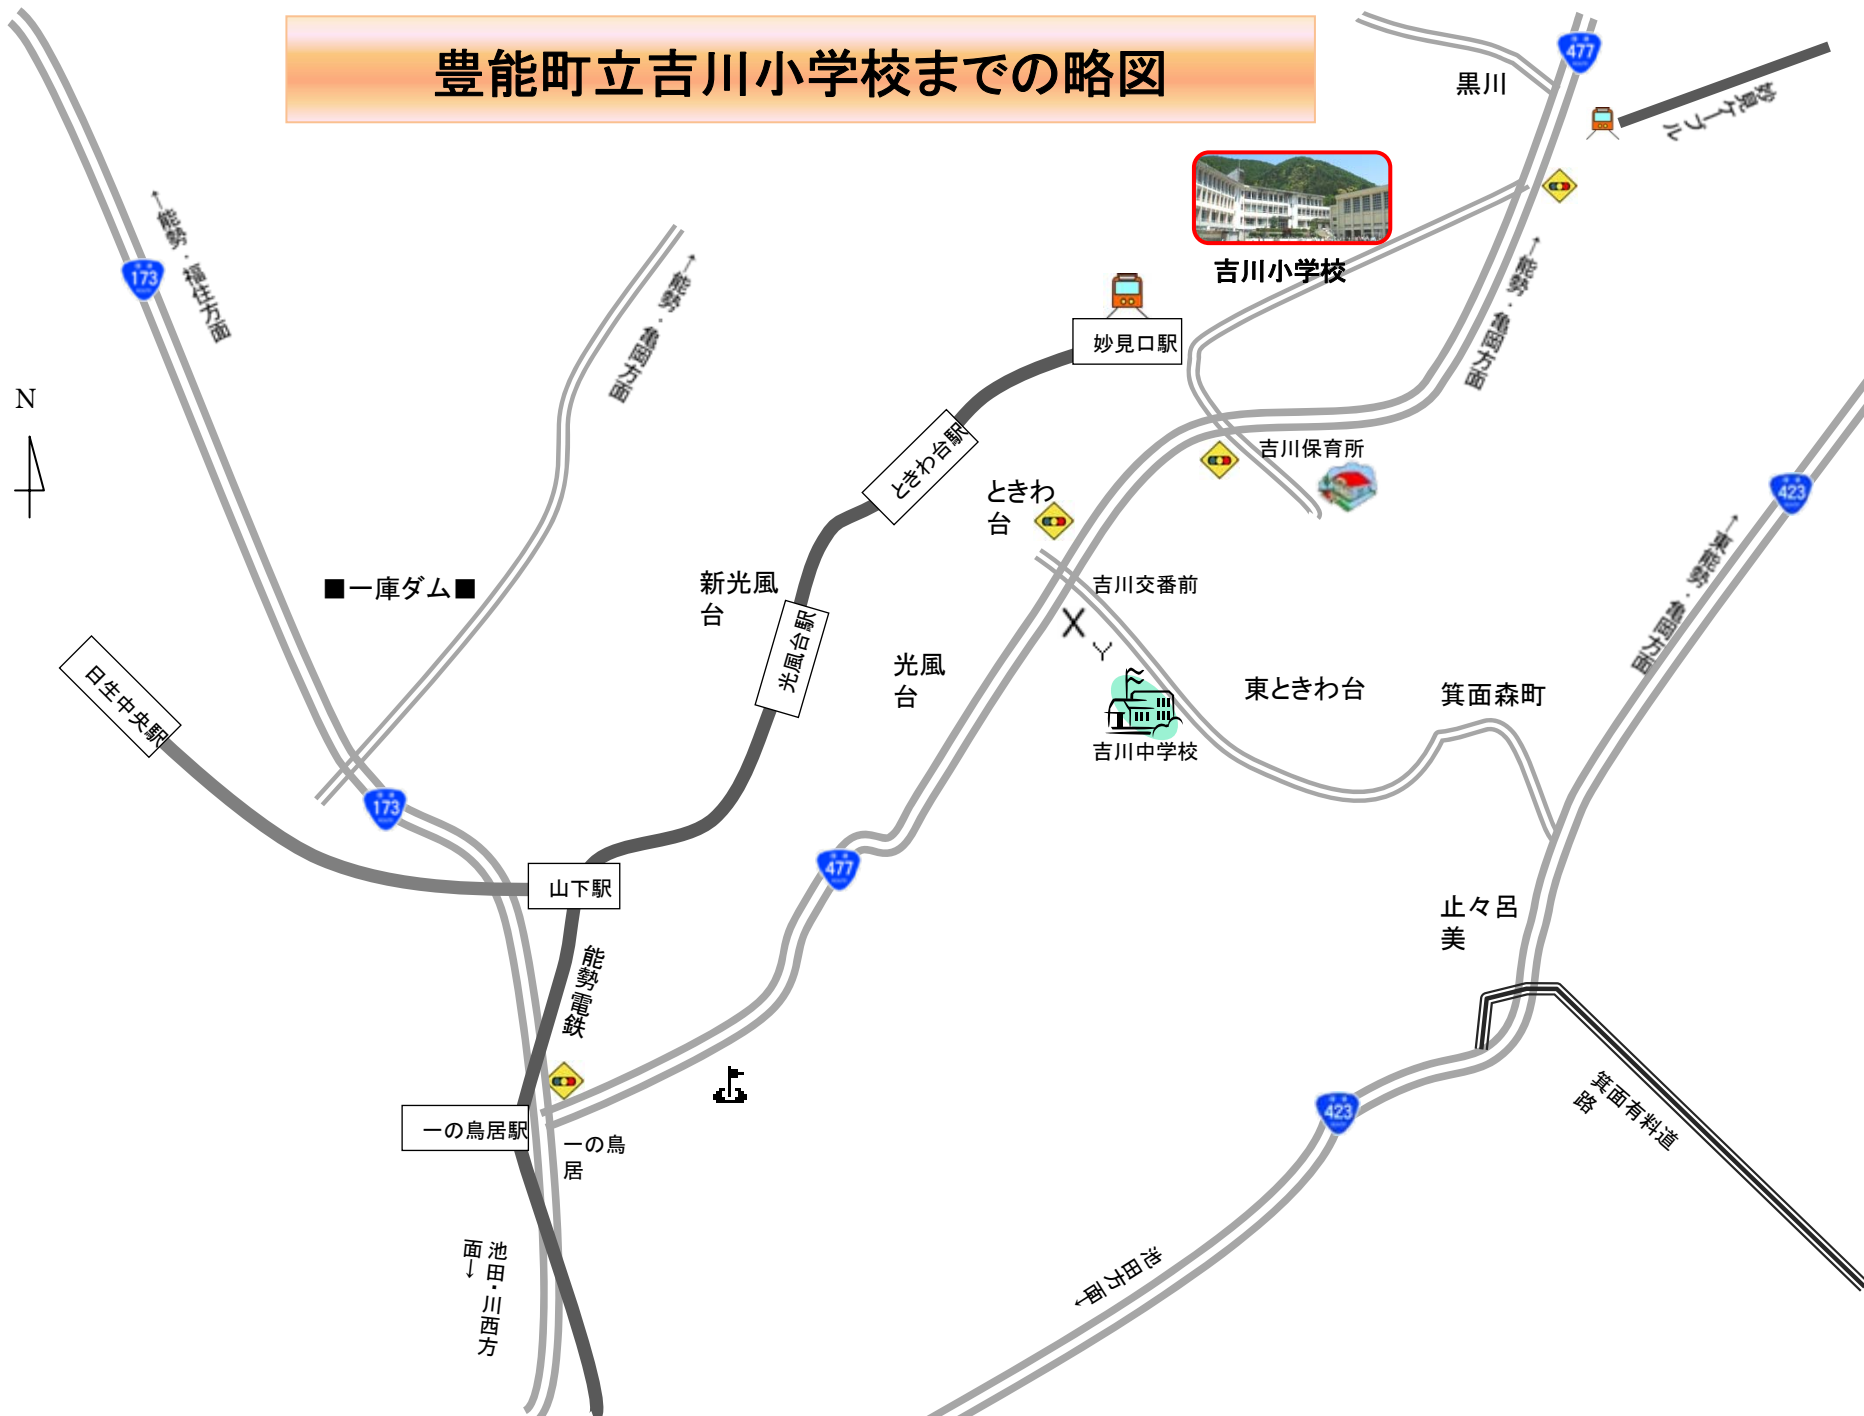 豊能町立吉川小学校までの略図
477
黒川
妙見ケーブル
173
←能勢・福住方面
←能勢・亀岡方面
吉川小学校
←能勢・亀岡方面
妙見口駅
N
ときわ台駅
吉川保育所
ときわ
台
423
←東能勢・亀岡方面
■一庫ダム■
新光風
台
吉川交番前
光風台駅
X
Y
光風
台
東ときわ台
箕面森町
日生中央駅
吉川中学校
173
477
山下駅
止々呂
美
能勢電鉄
一の鳥居駅
一の鳥
居
423
箕面有料道
路
池田・川西方
面→
池田方面→